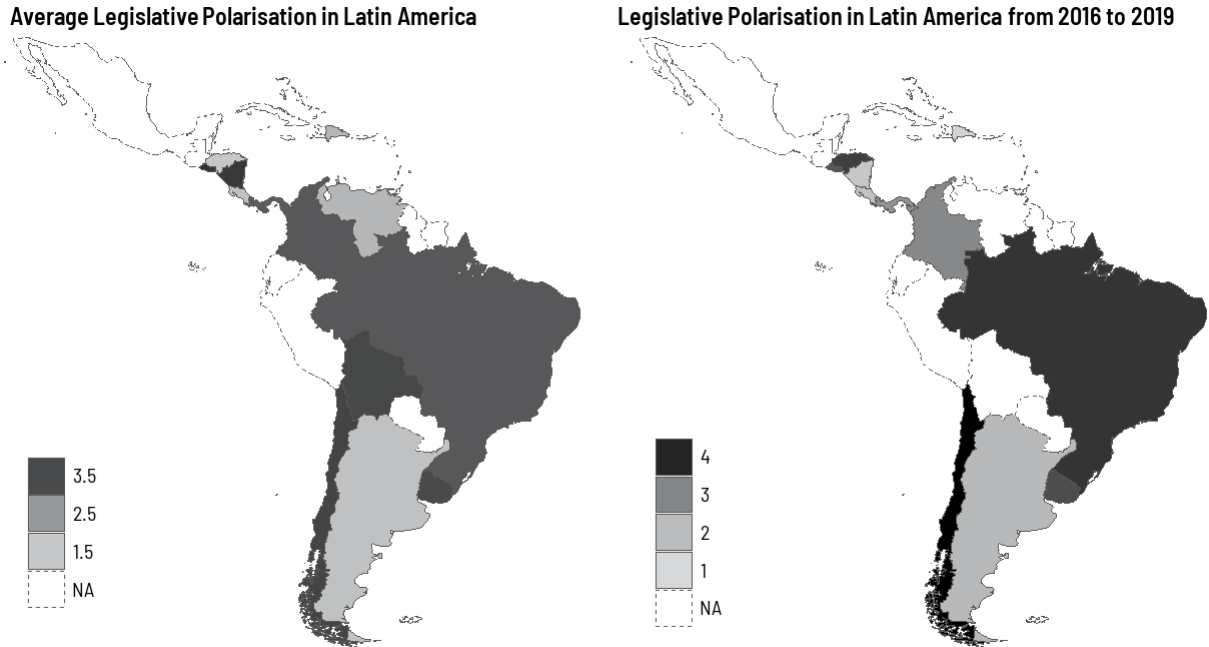 Average Legislative Polarisation in Latin America
Legislative Polarisation in Latin America from 2016 to 2019
3.5
2.5
1.5
NA
4
3
2
1
NA